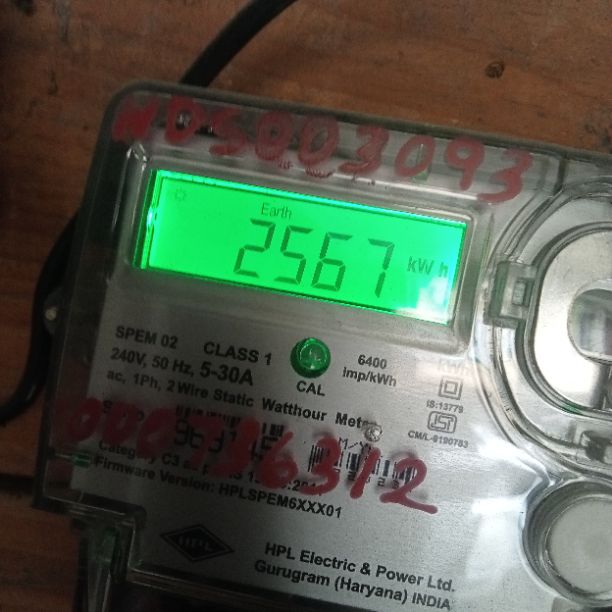 NDS003093
Earth
2567 kWh
SPEM 02 CLASS 1
6400 imp/kWh
240V, 50 Hz, 5-30A
CAL
ac, 1Ph, 2 Wire Static Watthour Meter
IS:13779
CM/L-9190783
Firmware Version: HPLSPEM6XXX01
HPL
HPL Electric & Power Ltd.
Gurugram (Haryana) INDIA